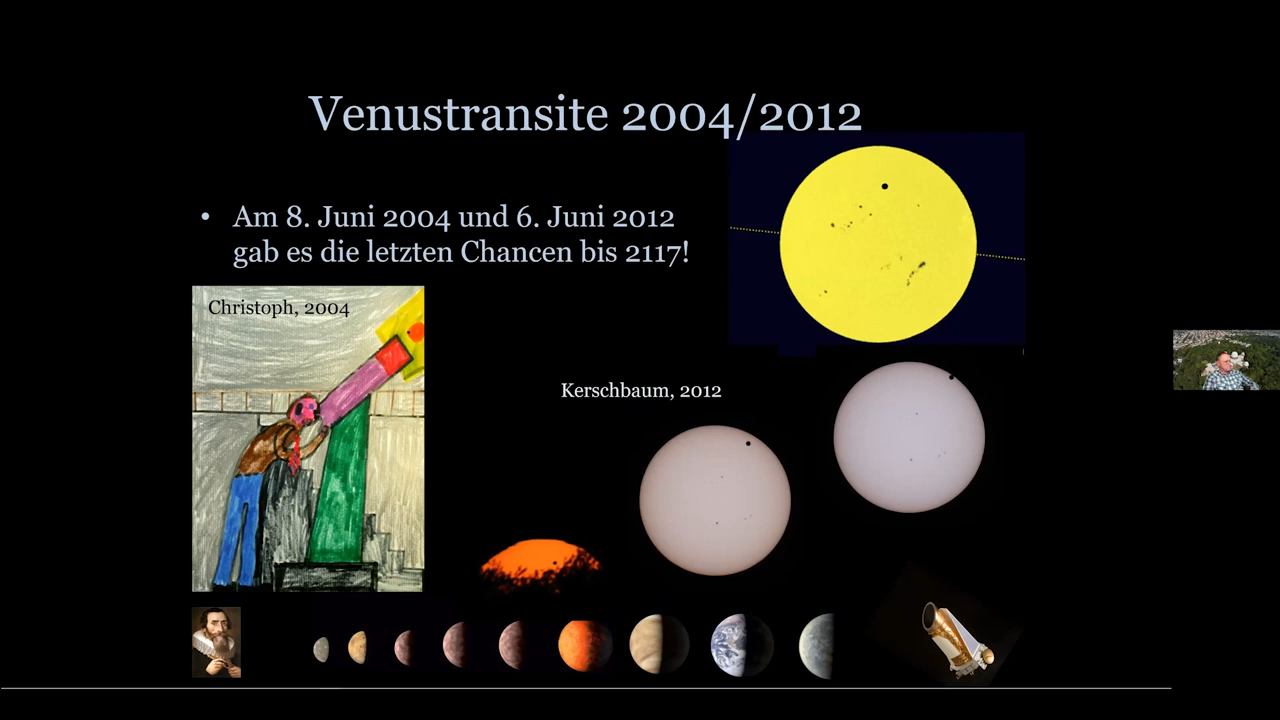 Venustransite 2004/2012
• Am 8. Juni 2004 und 6. Juni 2012
gab es die letzten Chancen bis 2117!
Christoph, 2004
Kerschbaum, 2012